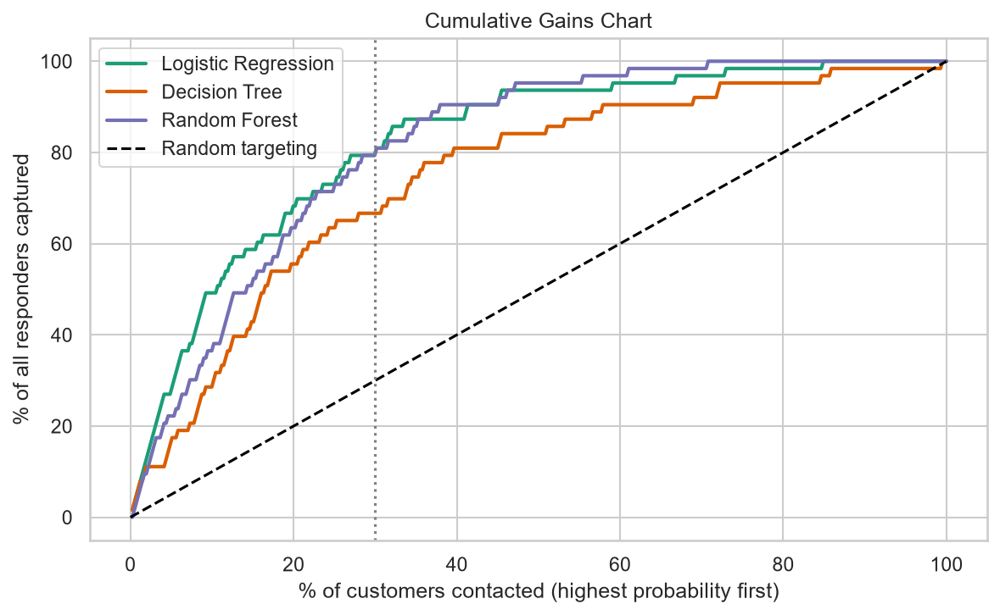 Cumulative Gains Chart
Logistic Regression
Decision Tree
Random Forest
Random targeting
% of all responders captured
100
80
60
40
20
0
0 20 40 60 80 100
% of customers contacted (highest probability first)